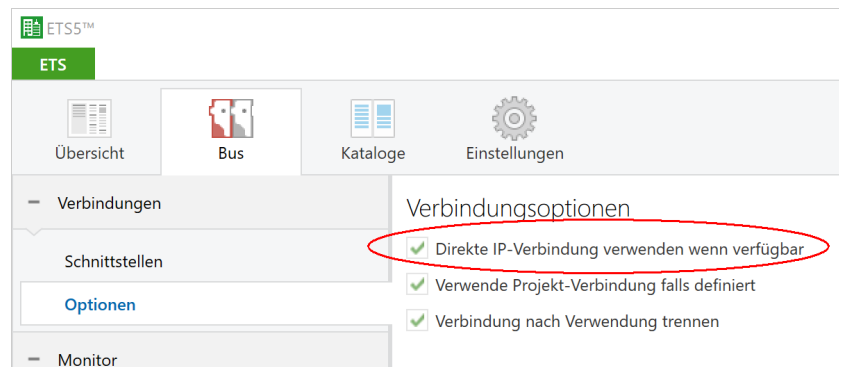 ETS5™
ETS
Übersicht
Bus
Kataloge
Einstellungen
Verbindungen
Schnittstellen
Optionen
Monitor
Verbindungsoptionen
Direkte IP-Verbindung verwenden wenn verfügbar
Verwende Projekt-Verbindung falls definiert
Verbindung nach Verwendung trennen